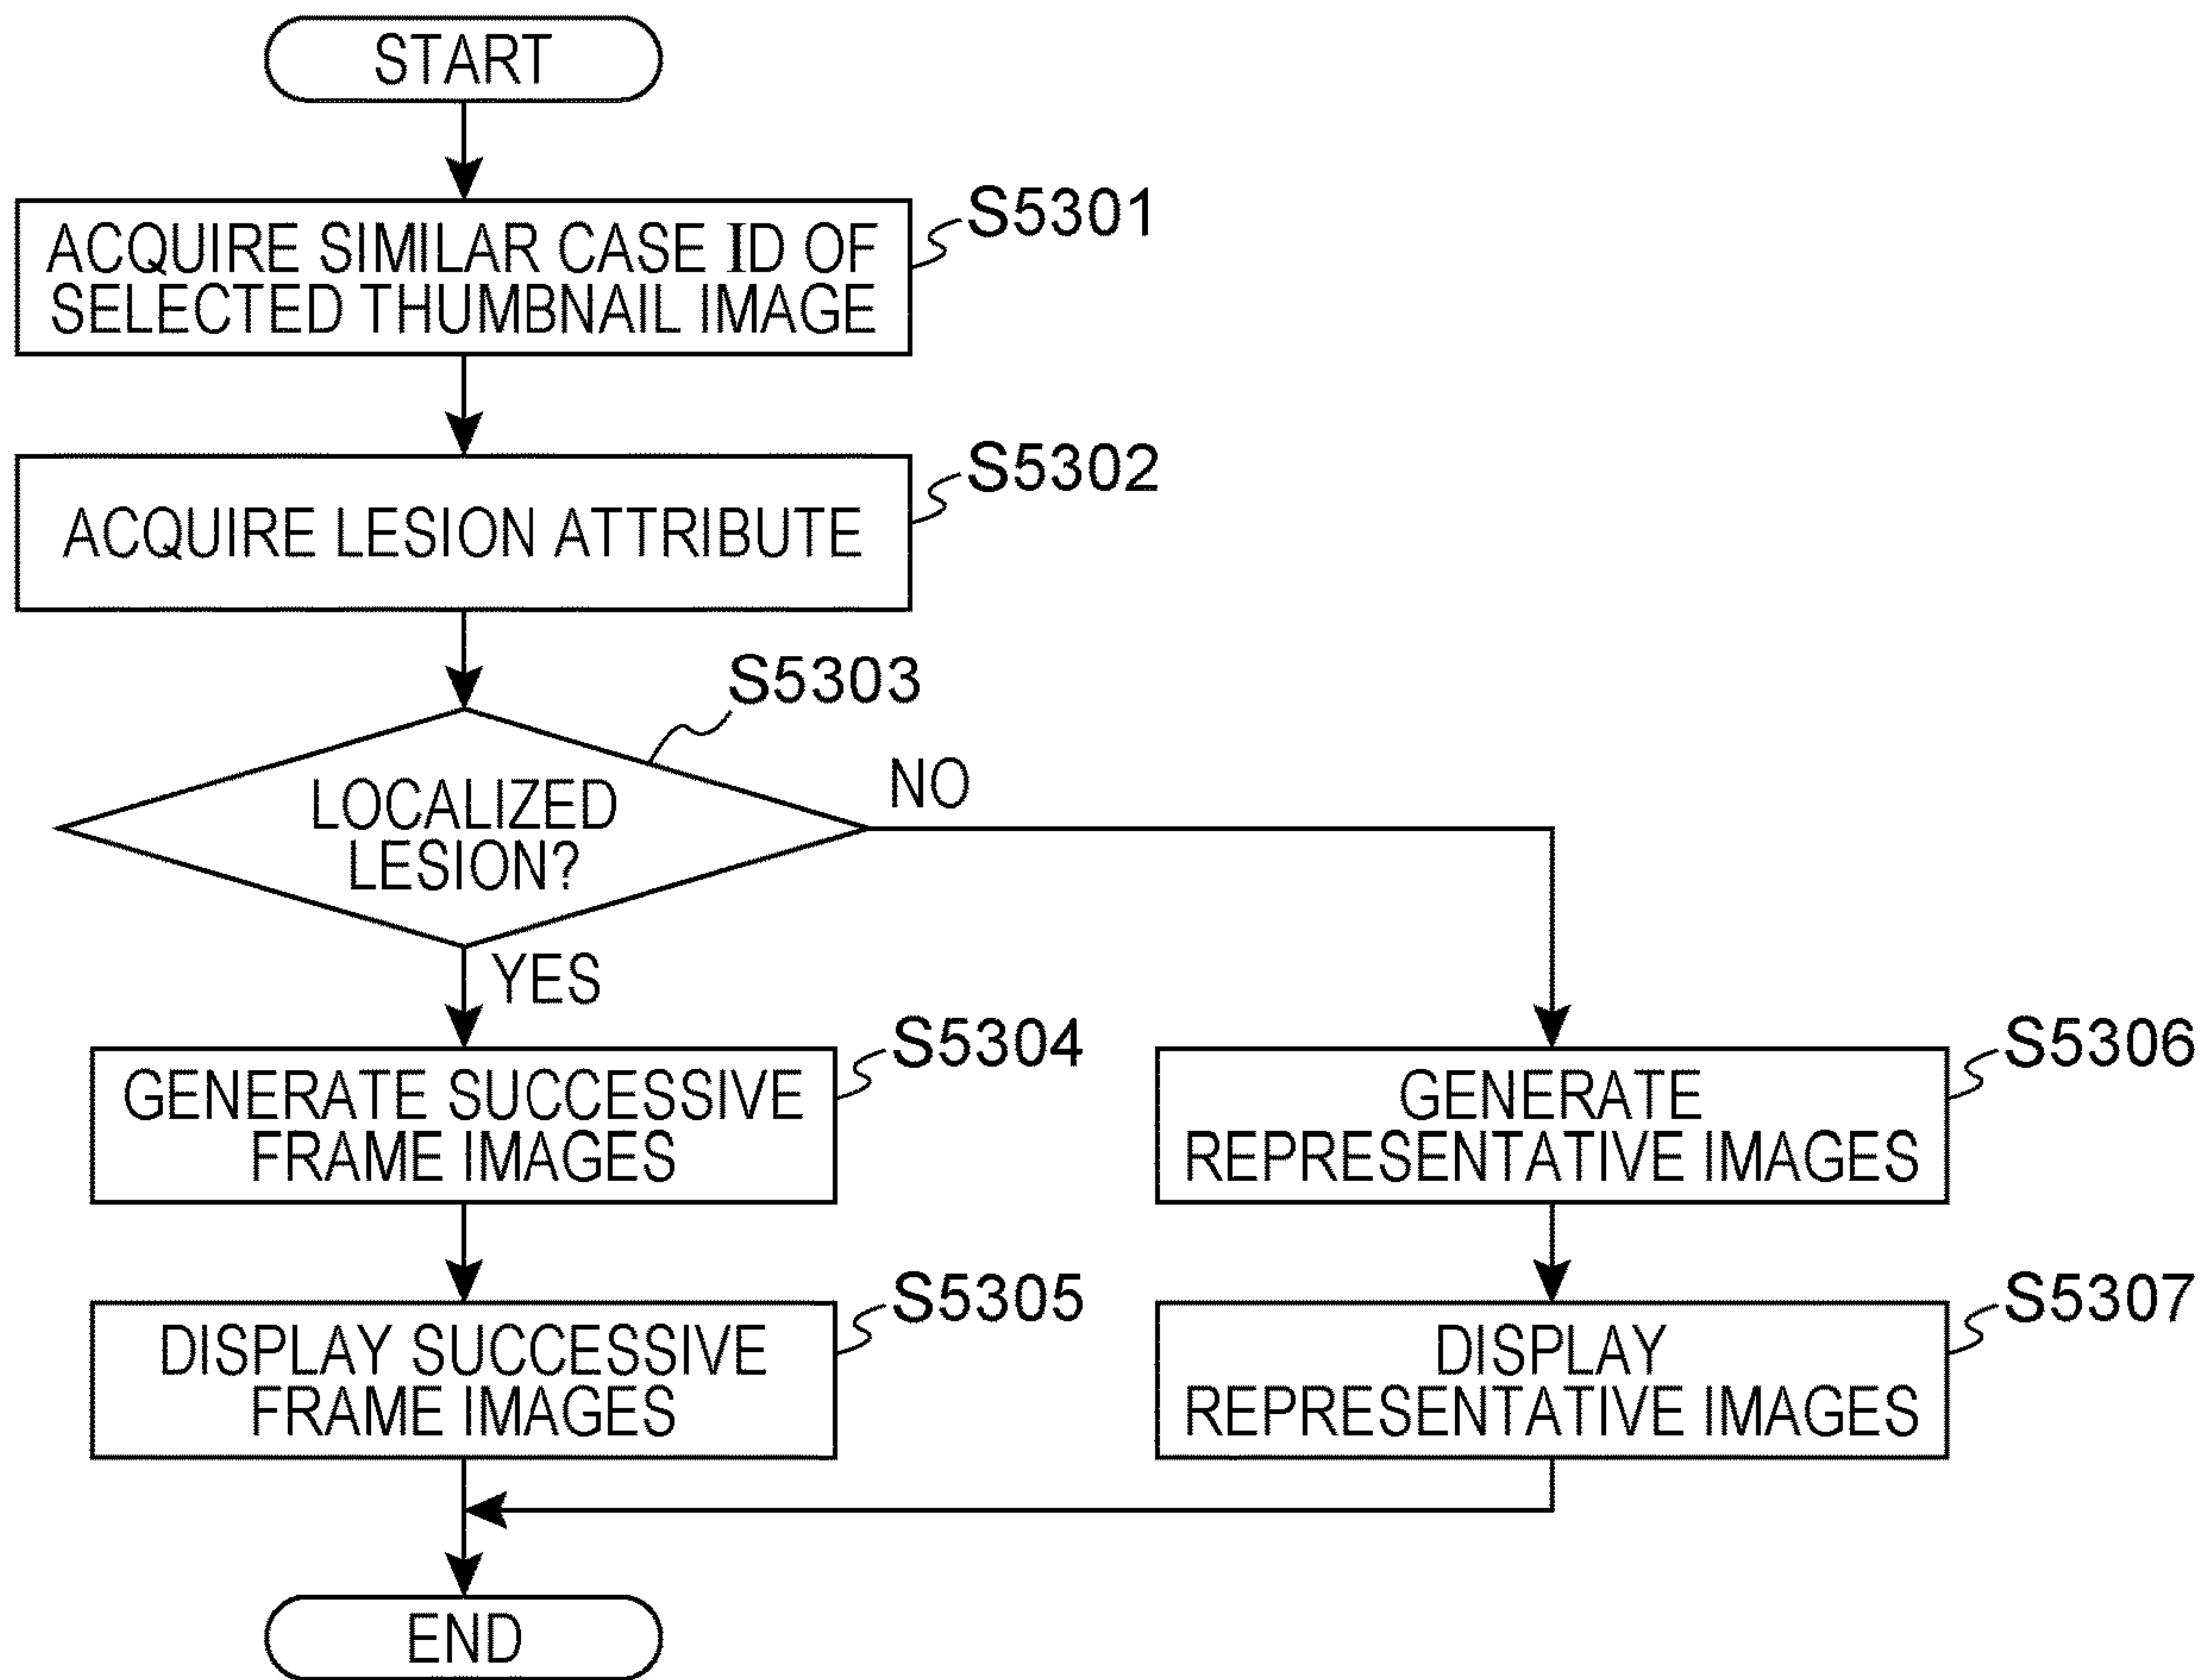 START
ACQUIRE SIMILAR CASE ID OF
SELECTED THUMBNAIL IMAGE
S5301
ACQUIRE LESION ATTRIBUTE
S5302
S5303
LOCALIZED
LESION?
NO
YES
GENERATE SUCCESSIVE
FRAME IMAGES
S5304
GENERATE
REPRESENTATIVE IMAGES
S5306
DISPLAY SUCCESSIVE
FRAME IMAGES
S5305
DISPLAY
REPRESENTATIVE IMAGES
S5307
END